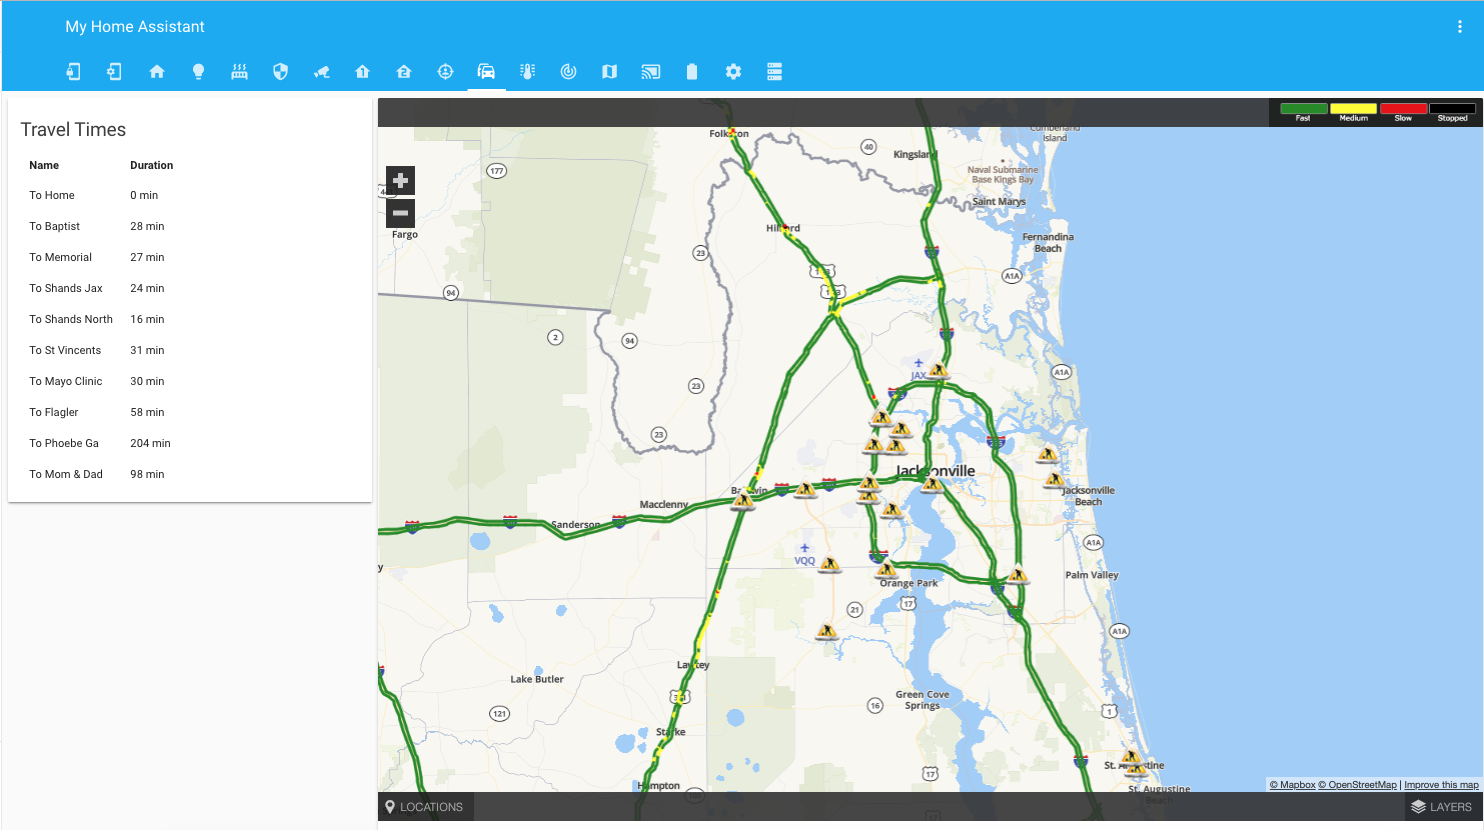 My Home Assistant
Travel Times
Name Duration
To Home 0 min
To Baptist 28 min
To Memorial 27 min
To Shands Jax 24 min
To Shands North 16 min
To St Vincents 31 min
To Mayo Clinic 30 min
To Flagler 58 min
To Phoebe Ga 204 min
To Mom & Dad 98 min
Fast Medium Slow Stopped
Folkston
Cumberland
Island
40
Kingsland
177
Naval Submarine
Base Kings Bay
Saint Marys
Fargo
Hilliard
Fernandina
Beach
23
A1A
94
2
94
JAX
A1A
23
23
Jacksonville
Baldwin
Jacksonville
Beach
Macclenny
Sanderson
A1A
VQQ
Palm Valley
Orange Park
17
21
A1A
Lawtey
Lake Butler
Green Cove
Springs
16
121
1
Starke
St. Augustine
17
Hampton
© Mapbox © OpenStreetMap | Improve this map
St. Augustine
Beach
LOCATIONS
LAYERS